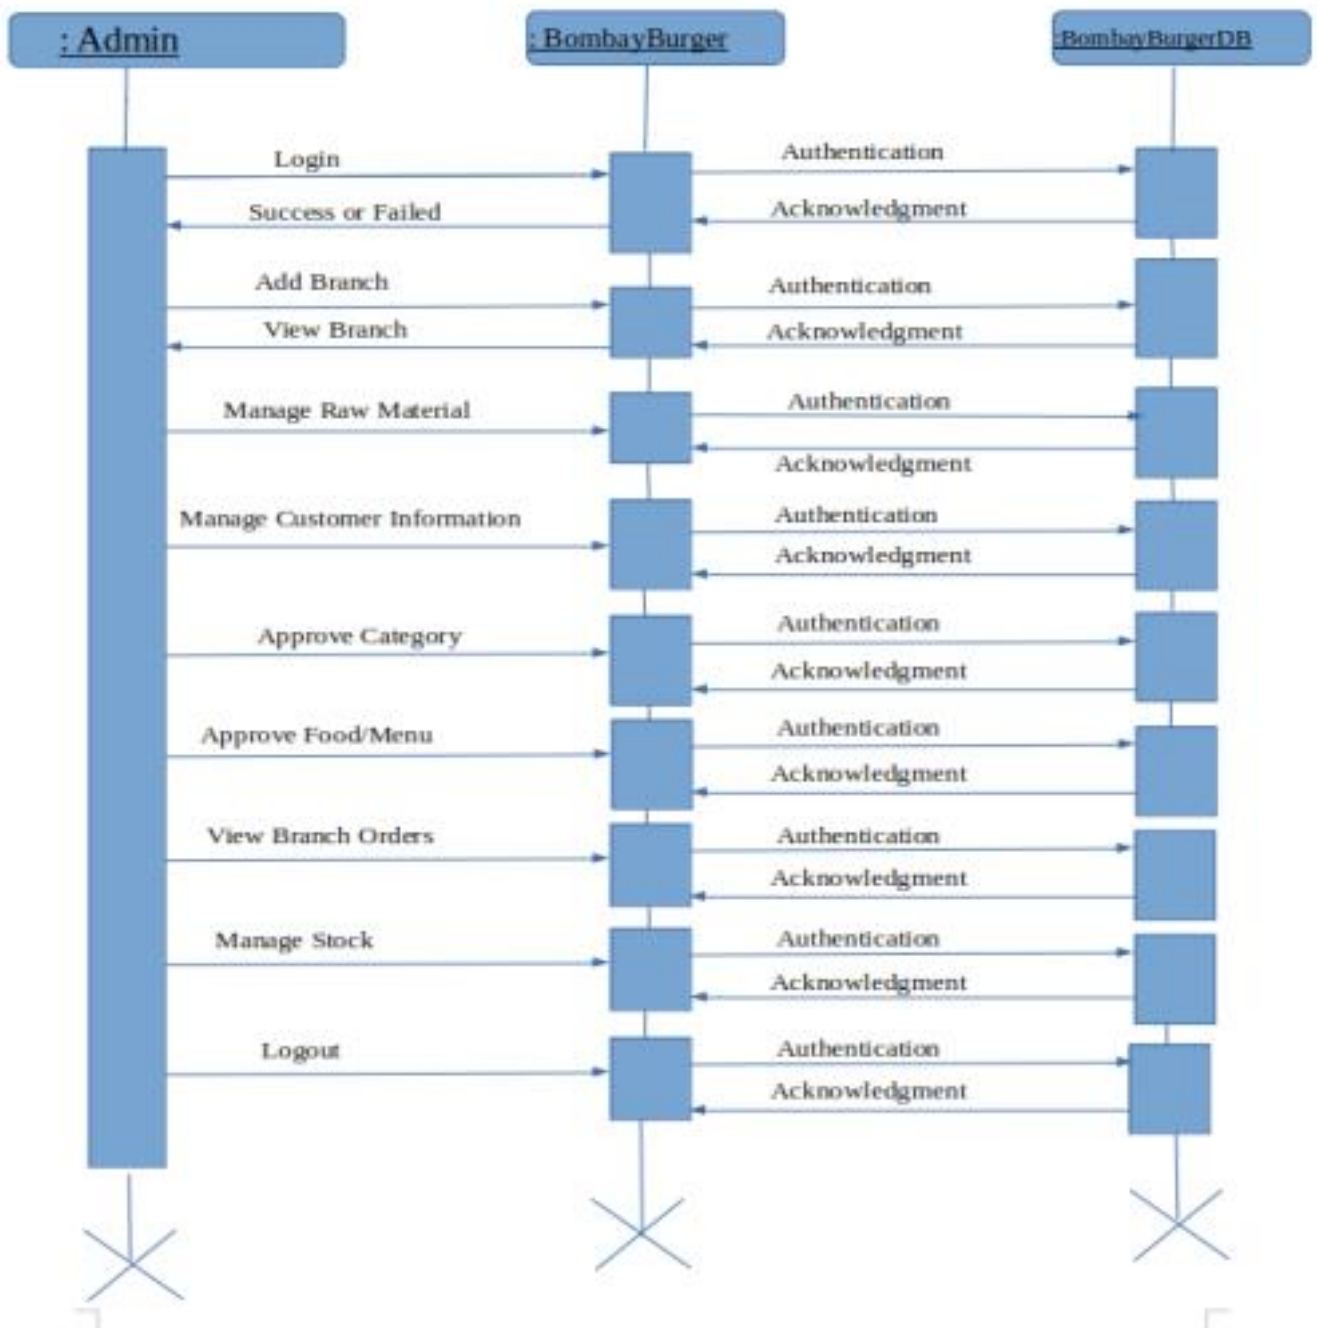 : Admin
: BombayBurger
:BombayBurgerDB
Login
Authentication
Success or Failed
Acknowledgment
Add Branch
Authentication
View Branch
Acknowledgment
Manage Raw Material
Authentication
Acknowledgment
Manage Customer Information
Authentication
Acknowledgment
Approve Category
Authentication
Acknowledgment
Approve Food/Menu
Authentication
Acknowledgment
View Branch Orders
Authentication
Acknowledgment
Manage Stock
Authentication
Acknowledgment
Logout
Authentication
Acknowledgment